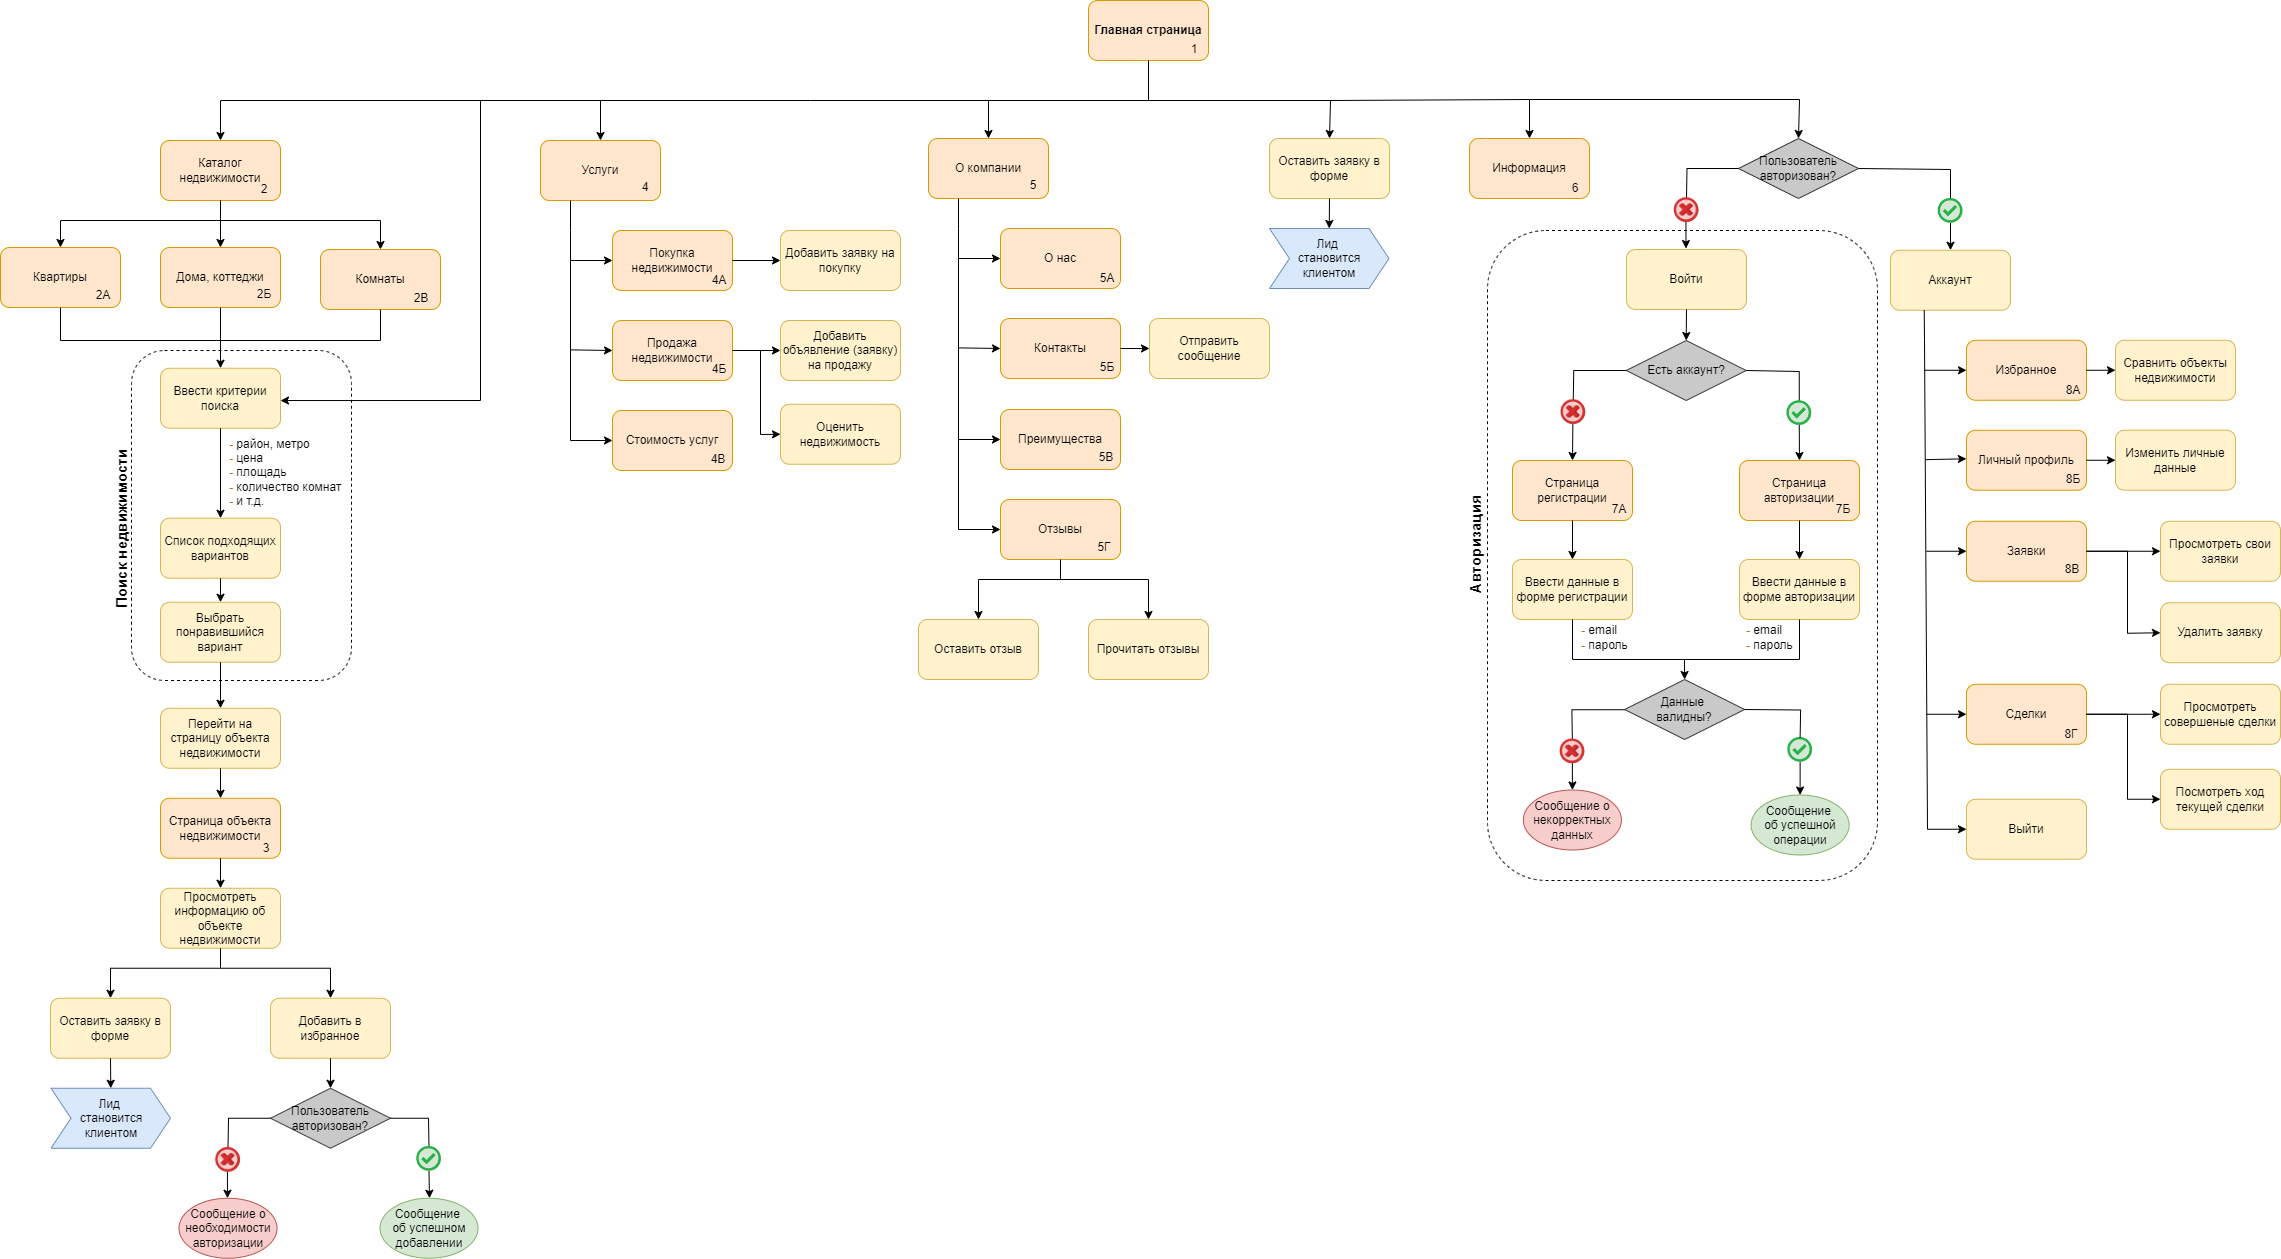 Главная страница
1
Каталог
недвижимости
2
Квартиры
2А
Дома, коттеджи
2Б
Комнаты
2В
Поиск недвижимости
Ввести критерии
поиска
- район, метро
- цена
- площадь
- количество комнат
- и т.д.
Список подходящих
вариантов
Выбрать
понравившийся
вариант
Перейти на
страницу объекта
недвижимости
Страница объекта
недвижимости
3
Просмотреть
информацию об
объекте
недвижимости
Оставить заявку в
форме
Лид
становится
клиентом
Добавить в
избранное
Пользователь
авторизован?
Сообщение о
необходимости
авторизации
Сообщение
об успешном
добавлении
Услуги
4
Покупка
недвижимости
4А
Добавить заявку на
покупку
Продажа
недвижимости
4Б
Добавить
объявление (заявку)
на продажу
Оценить
недвижимость
Стоимость услуг
4В
О компании
5
О нас
5А
Контакты
5Б
Отправить
сообщение
Преимущества
5В
Отзывы
5Г
Оставить отзыв
Прочитать отзывы
Оставить заявку в
форме
Лид
становится
клиентом
Информация
6
Пользователь
авторизован?
Авторизация
Войти
Есть аккаунт?
Страница
регистрации
7А
Страница
авторизации
7Б
Ввести данные в
форме регистрации
- email
- пароль
Ввести данные в
форме авторизации
- email
- пароль
Данные
валидны?
Сообщение о
некорректных
данных
Сообщение
об успешной
операции
Аккаунт
Избранное
8А
Сравнить объекты
недвижимости
Личный профиль
8Б
Изменить личные
данные
Заявки
8В
Просмотреть свои
заявки
Удалить заявку
Сделки
8Г
Просмотреть
совершеные сделки
Посмотреть ход
текущей сделки
Выйти